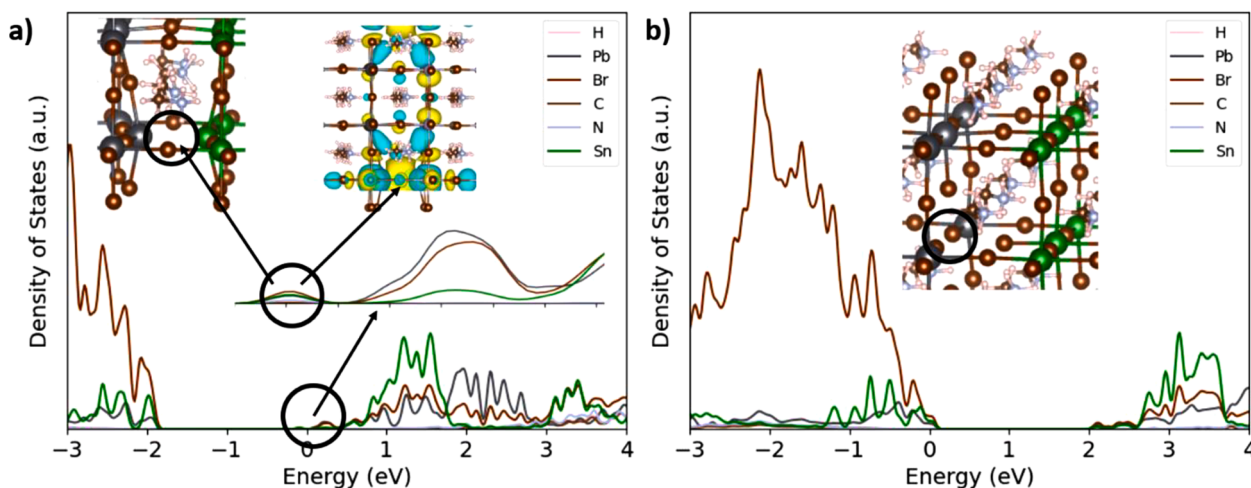 a)
H
Pb
Br
C
N
Sn
Density of States (a.u.)
−3
−2
−1
0
1
2
3
4
Energy (eV)
b)
H
Pb
Br
C
N
Sn
Density of States (a.u.)
−3
−2
−1
0
1
2
3
4
Energy (eV)